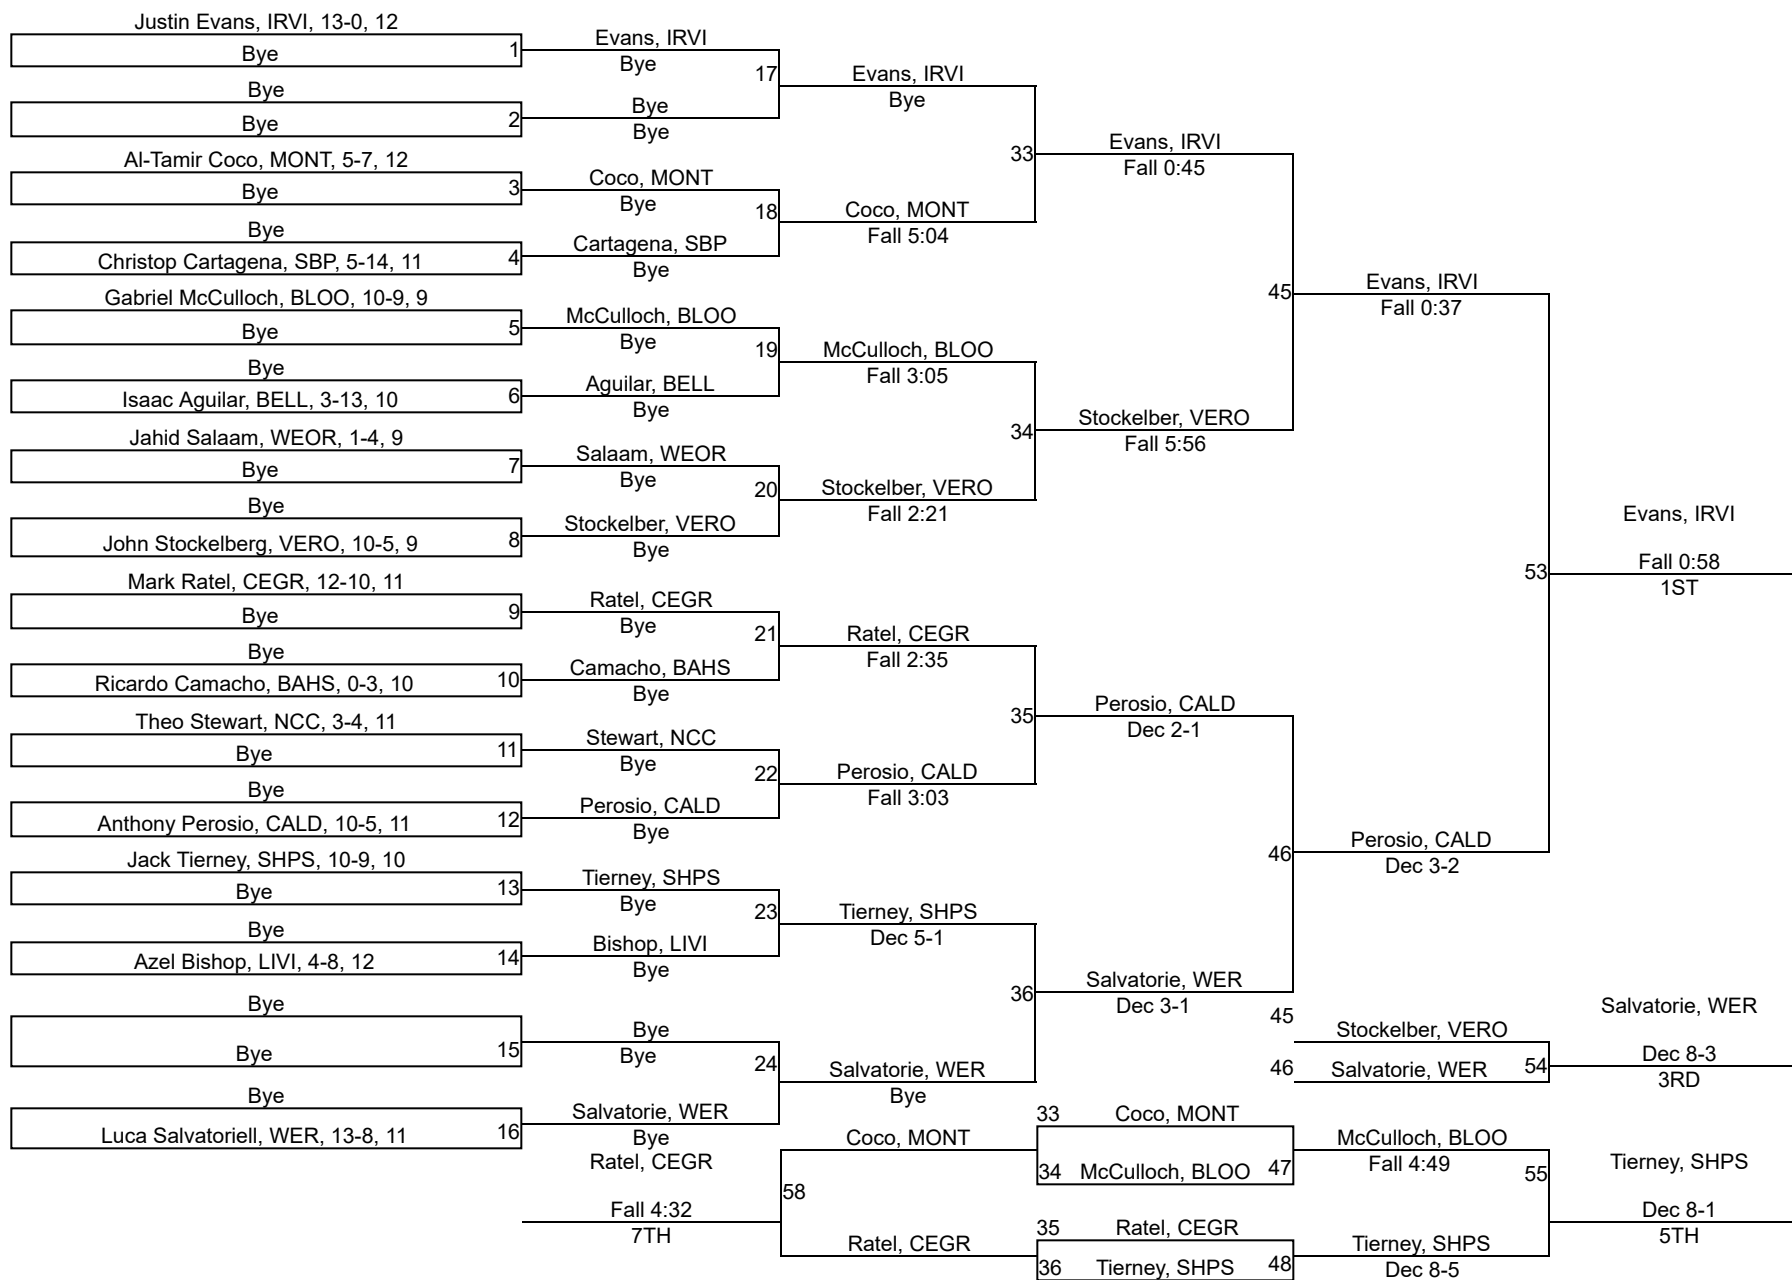 Justin Evans, IRVI, 13-0, 12
Bye
1
Bye
Bye
2
Al-Tamir Coco, MONT, 5-7, 12
Bye
3
Bye
Christop Cartagena, SBP, 5-14, 11
4
Gabriel McCulloch, BLOO, 10-9, 9
Bye
5
Bye
Isaac Aguilar, BELL, 3-13, 10
6
Jahid Salaam, WEOR, 1-4, 9
Bye
7
Bye
John Stockelberg, VERO, 10-5, 9
8
Mark Ratel, CEGR, 12-10, 11
Bye
9
Bye
Ricardo Camacho, BAHS, 0-3, 10
10
Theo Stewart, NCC, 3-4, 11
Bye
11
Bye
Anthony Perosio, CALD, 10-5, 11
12
Jack Tierney, SHPS, 10-9, 10
Bye
13
Bye
Azel Bishop, LIVI, 4-8, 12
14
Bye
Bye
15
Bye
Luca Salvatoriell, WER, 13-8, 11
16
Evans, IRVI
Bye
17
Bye
Bye
Coco, MONT
Bye
18
Cartagena, SBP
Bye
McCulloch, BLOO
Bye
19
Aguilar, BELL
Bye
Salaam, WEOR
Bye
20
Stockelber, VERO
Bye
Ratel, CEGR
Bye
21
Camacho, BAHS
Bye
Stewart, NCC
Bye
22
Perosio, CALD
Bye
Tierney, SHPS
Bye
23
Bishop, LIVI
Bye
Bye
Bye
24
Salvatorie, WER
Bye
Evans, IRVI
Bye
33
Coco, MONT
Fall 5:04
McCulloch, BLOO
Fall 3:05
34
Stockelber, VERO
Fall 2:21
Ratel, CEGR
Fall 2:35
35
Perosio, CALD
Fall 3:03
Tierney, SHPS
Dec 5-1
36
Salvatorie, WER
Bye
Evans, IRVI
Fall 0:45
45
Stockelber, VERO
Fall 5:56
Perosio, CALD
Dec 2-1
46
Salvatorie, WER
Dec 3-1
Evans, IRVI
Fall 0:37
53
Perosio, CALD
Dec 3-2
Evans, IRVI
Fall 0:58
1ST
45
Stockelber, VERO
46
Salvatorie, WER
54
Salvatorie, WER
Dec 8-3
3RD
33
Coco, MONT
34
McCulloch, BLOO
47
McCulloch, BLOO
Fall 4:49
55
35
Ratel, CEGR
36
Tierney, SHPS
48
Tierney, SHPS
Dec 8-5
Tierney, SHPS
Dec 8-1
5TH
Coco, MONT
58
Ratel, CEGR
Ratel, CEGR
Fall 4:32
7TH